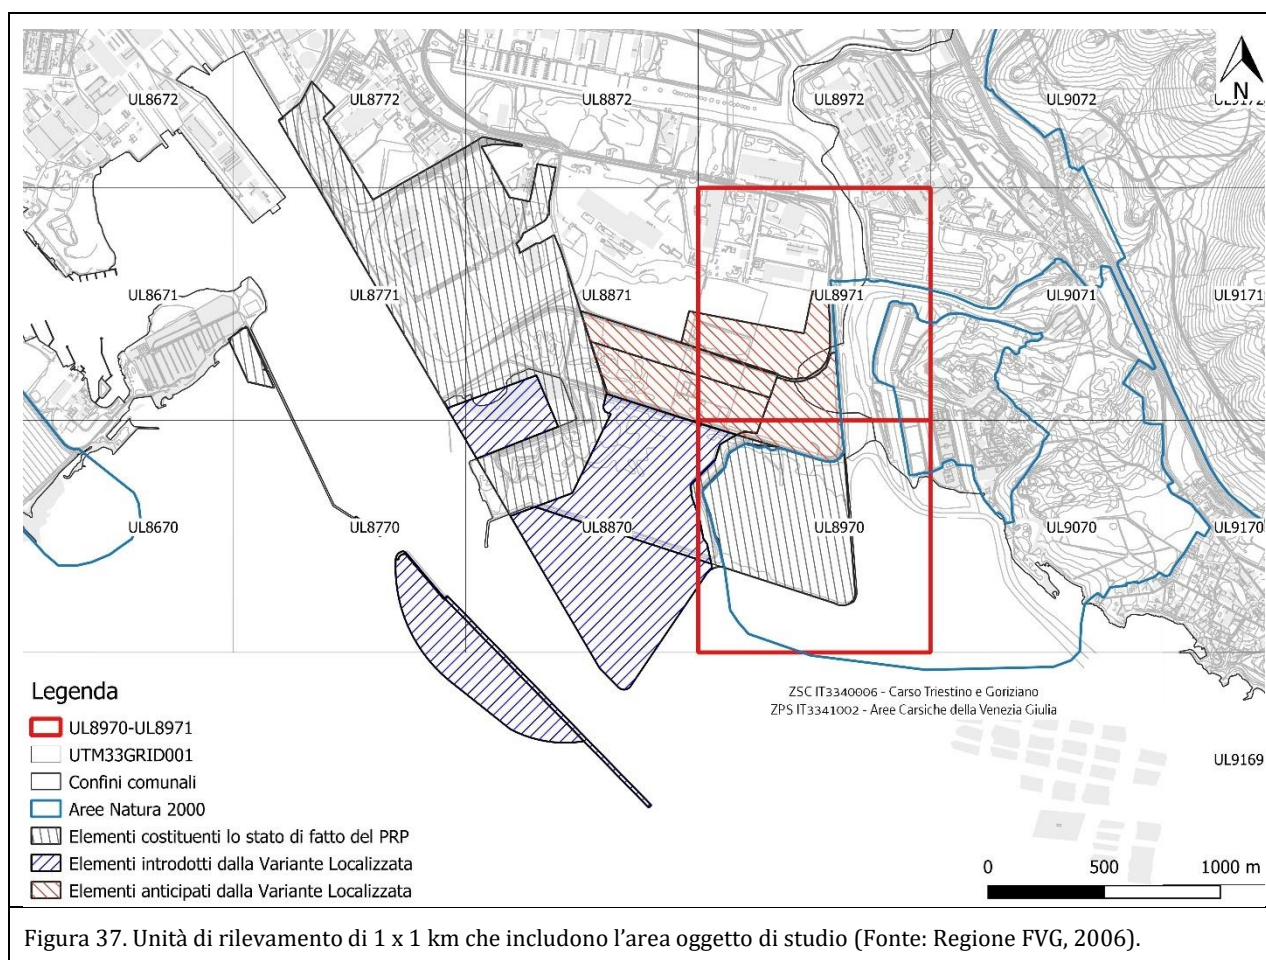 N
UL8672
UL8772
UL8872
UL8972
UL9072
UL9172
UL8671
UL8771
UL8871
UL8971
UL9071
UL9171
UL8670
UL8770
UL8870
UL8970
UL9070
UL9170
ZSC IT3340006 - Carso Triestino e Goriziano
ZPS IT3341002 - Aree Carsiche della Venezia Giulia
UL9169
Legenda
UL8970-UL8971
UTM33GRID001
Confini comunali
Aree Natura 2000
Elementi costituenti lo stato di fatto del PRP
Elementi introdotti dalla Variante Localizzata
Elementi anticipati dalla Variante Localizzata
0 500 1000 m
Figura 37. Unità di rilevamento di 1 x 1 km che includono l’area oggetto di studio (Fonte: Regione FVG, 2006).